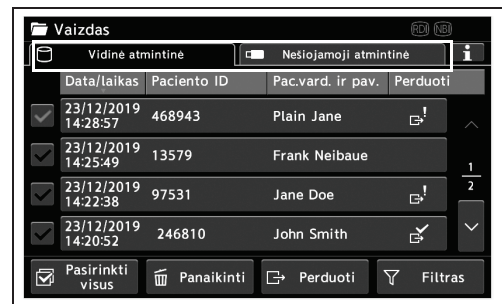 Vaizdas RDI NBI
Vidinė atmintinė Nešiojamoji atmintinė i
Data/laikas Paciento ID Pac.vard. ir pav. Perduoti
23/12/2019
14:28:57 468943 Plain Jane !
23/12/2019
14:25:49 13579 Frank Neibaue
23/12/2019
14:22:38 97531 Jane Doe !
23/12/2019
14:20:52 246810 John Smith
1
2
Pasirinkti
visus Panaikinti Perduoti Filtras